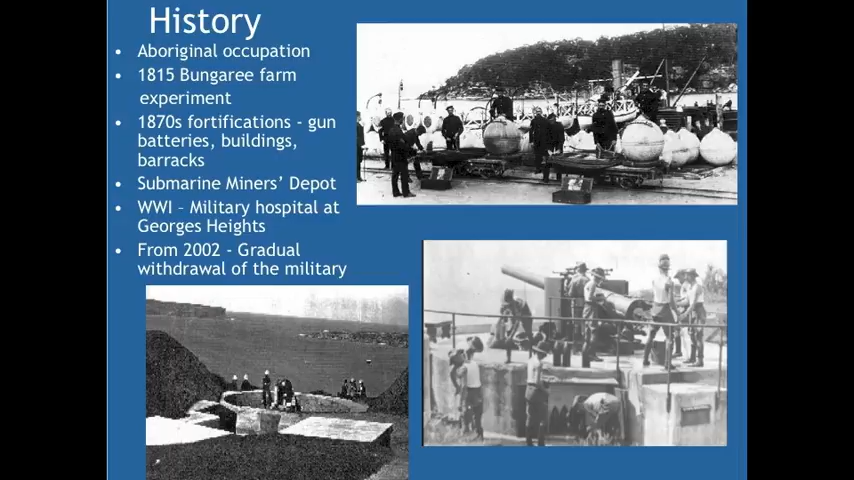 History
• Aboriginal occupation
• 1815 Bungaree farm
experiment
• 1870s fortifications - gun
batteries, buildings,
barracks
• Submarine Miners’ Depot
• WWI – Military hospital at
Georges Heights
• From 2002 - Gradual
withdrawal of the military